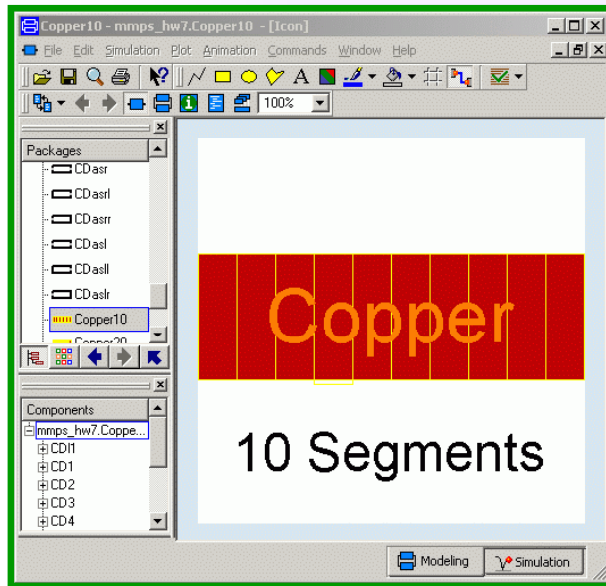 Copper10 - mmps_hw7.Copper10 - [Icon]
File Edit Simulation Plot Animation Commands Window Help
100%
Packages
CDasr
CDasrl
CDasrr
CDasl
CDasll
CDaslr
Copper10
Copper20
Components
mmps_hw7.Coppe...
CDl1
CD1
CD2
CD3
CD4
Copper
10 Segments
Modeling
Simulation